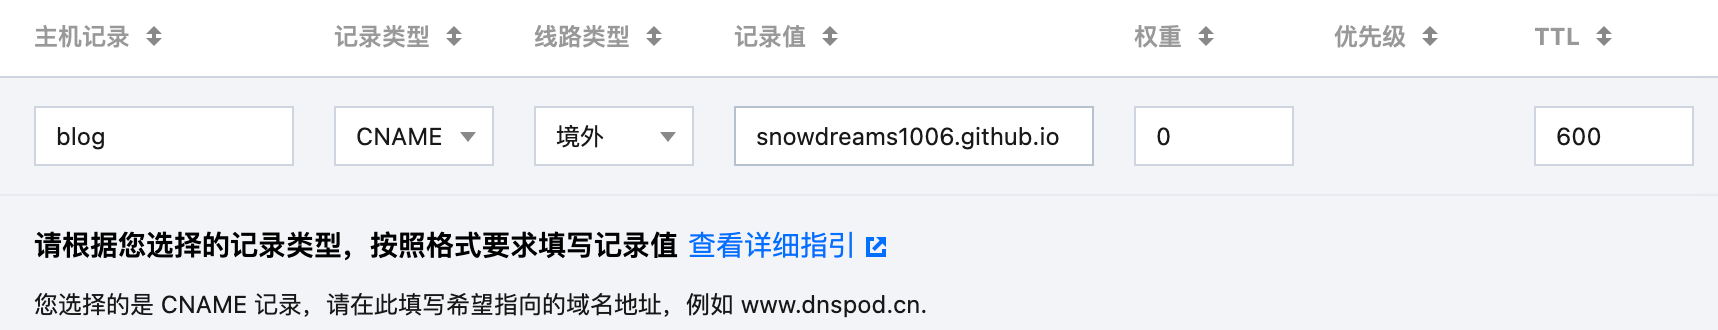 主机记录 记录类型 线路类型 记录值 权重 优先级 TTL
blog CNAME 境外 snowdreams1006.github.io 0 600
请根据您选择的记录类型，按照格式要求填写记录值 查看详细指引
您选择的是 CNAME 记录，请在此填写希望指向的域名地址，例如 www.dnspod.cn.